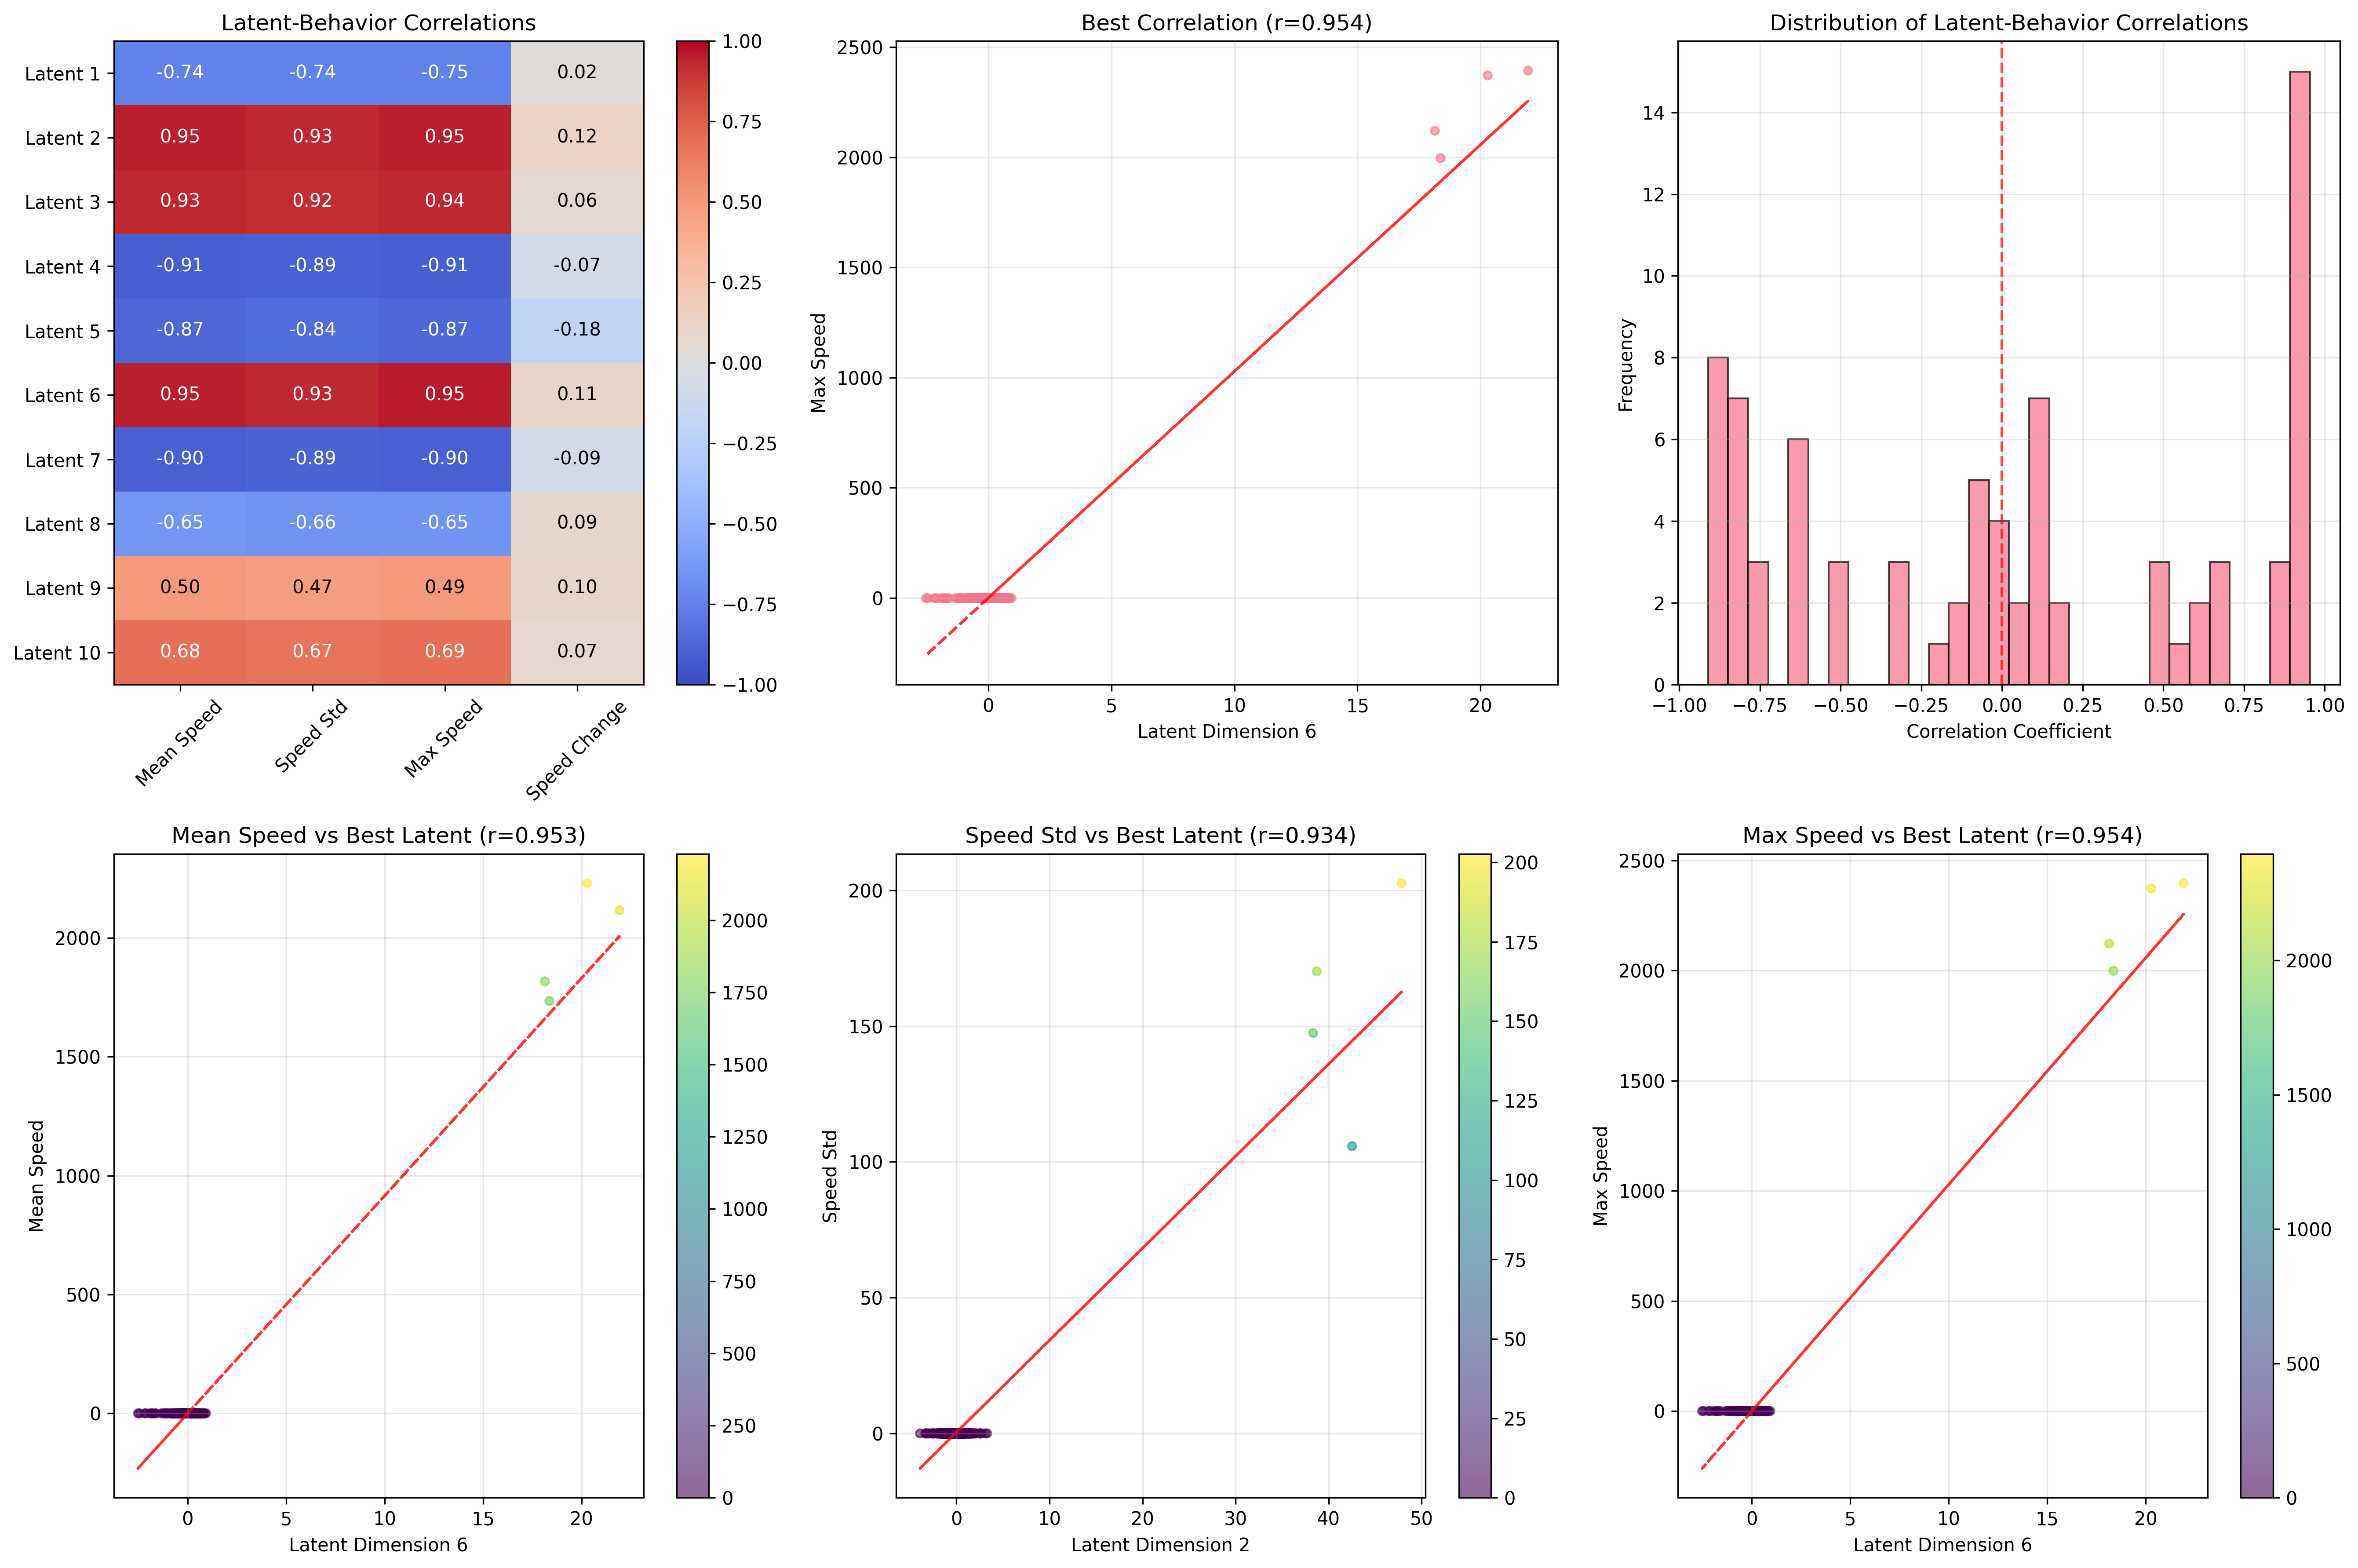 Latent-Behavior Correlations
Latent 1 -0.74 -0.74 -0.75 0.02
Latent 2 0.95 0.93 0.95 0.12
Latent 3 0.93 0.92 0.94 0.06
Latent 4 -0.91 -0.89 -0.91 -0.07
Latent 5 -0.87 -0.84 -0.87 -0.18
Latent 6 0.95 0.93 0.95 0.11
Latent 7 -0.90 -0.89 -0.90 -0.09
Latent 8 -0.65 -0.66 -0.65 0.09
Latent 9 0.50 0.47 0.49 0.10
Latent 10 0.68 0.67 0.69 0.07
Mean Speed Speed Std Max Speed Speed Change
1.00
0.75
0.50
0.25
0.00
−0.25
−0.50
−0.75
−1.00
Best Correlation (r=0.954)
Max Speed
2500
2000
1500
1000
500
0
0 5 10 15 20
Latent Dimension 6
Distribution of Latent-Behavior Correlations
Frequency
14
12
10
8
6
4
2
0
−1.00 −0.75 −0.50 −0.25 0.00 0.25 0.50 0.75 1.00
Correlation Coefficient
Mean Speed vs Best Latent (r=0.953)
Mean Speed
2000
1500
1000
500
0
0 5 10 15 20
Latent Dimension 6
2000
1750
1500
1250
1000
750
500
250
0
Speed Std vs Best Latent (r=0.934)
Speed Std
200
150
100
50
0
0 10 20 30 40 50
Latent Dimension 2
200
175
150
125
100
75
50
25
0
Max Speed vs Best Latent (r=0.954)
Max Speed
2500
2000
1500
1000
500
0
0 5 10 15 20
Latent Dimension 6
2000
1500
1000
500
0